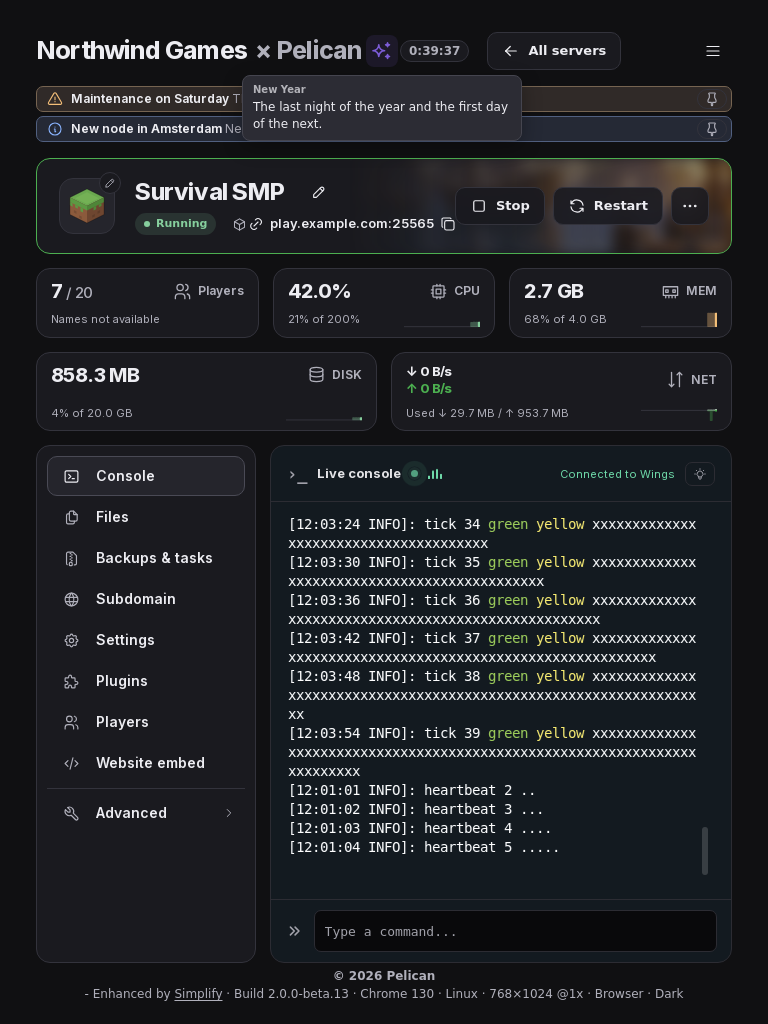 Northwind Games × Pelican 0:39:37 All servers
Maintenance on Saturday T
New Year
The last night of the year and the first day
of the next.
New node in Amsterdam Ne
Survival SMP
Running play.example.com:25565
Stop Restart
7 / 20 Players
Names not available
42.0% CPU
21% of 200%
2.7 GB MEM
68% of 4.0 GB
858.3 MB DISK
4% of 20.0 GB
↓ 0 B/s
↑ 0 B/s
NET
Used ↓ 29.7 MB / ↑ 953.7 MB
Console
Files
Backups & tasks
Subdomain
Settings
Plugins
Players
Website embed
Advanced
Live console Connected to Wings
[12:03:24 INFO]: tick 34 green yellow xxxxxxxxxxxxx
xxxxxxxxxxxxxxxxxxxxxxxxx
[12:03:30 INFO]: tick 35 green yellow xxxxxxxxxxxxx
xxxxxxxxxxxxxxxxxxxxxxxxxxxxxxxx
[12:03:36 INFO]: tick 36 green yellow xxxxxxxxxxxxx
xxxxxxxxxxxxxxxxxxxxxxxxxxxxxxxxxxxxxxx
[12:03:42 INFO]: tick 37 green yellow xxxxxxxxxxxxx
xxxxxxxxxxxxxxxxxxxxxxxxxxxxxxxxxxxxxxxxxxxxxx
[12:03:48 INFO]: tick 38 green yellow xxxxxxxxxxxxx
xxxxxxxxxxxxxxxxxxxxxxxxxxxxxxxxxxxxxxxxxxxxxxxxxxx
xx
[12:03:54 INFO]: tick 39 green yellow xxxxxxxxxxxxx
xxxxxxxxxxxxxxxxxxxxxxxxxxxxxxxxxxxxxxxxxxxxxxxxxxx
xxxxxxxxx
[12:01:01 INFO]: heartbeat 2 ..
[12:01:02 INFO]: heartbeat 3 ...
[12:01:03 INFO]: heartbeat 4 ....
[12:01:04 INFO]: heartbeat 5 .....
Type a command...
© 2026 Pelican
- Enhanced by Simplify · Build 2.0.0-beta.13 · Chrome 130 · Linux · 768×1024 @1x · Browser · Dark